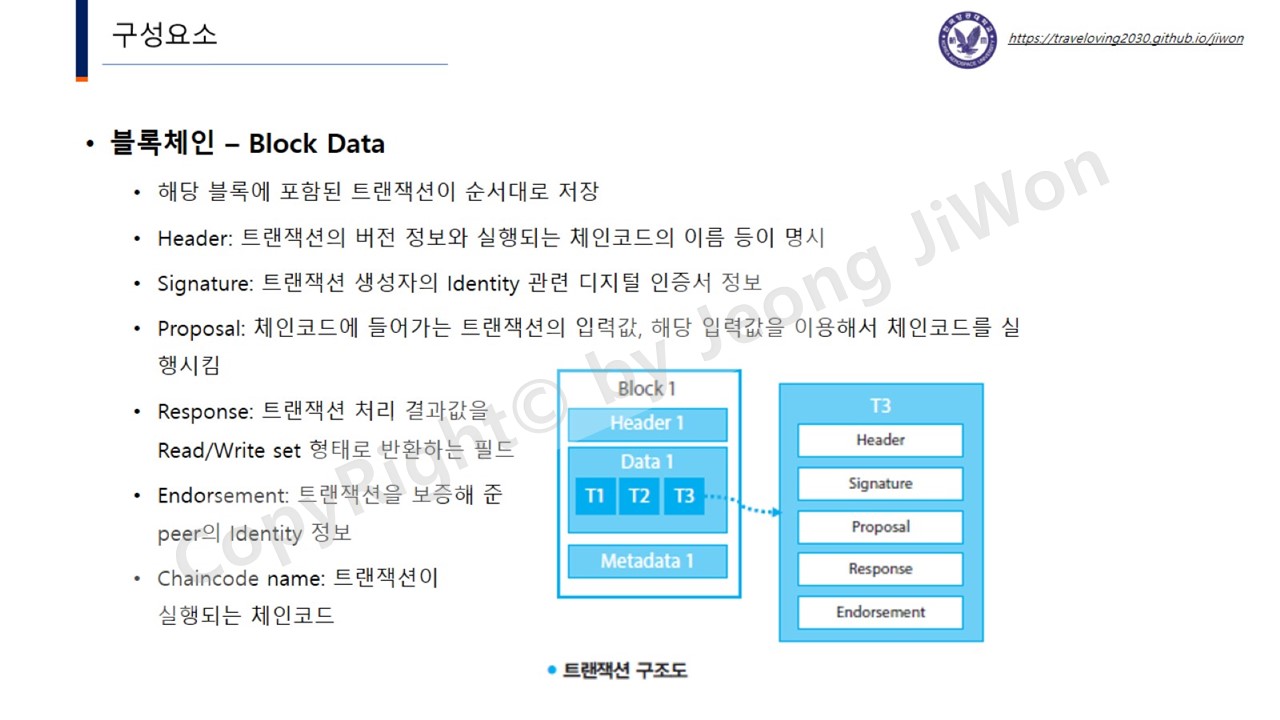 구성요소
https://traveloving2030.github.io/jiwon
• 블록체인 – Block Data
• 해당 블록에 포함된 트랜잭션이 순서대로 저장
• Header: 트랜잭션의 버전 정보와 실행되는 체인코드의 이름 등이 명시
• Signature: 트랜잭션 생성자의 Identity 관련 디지털 인증서 정보
• Proposal: 체인코드에 들어가는 트랜잭션의 입력값, 해당 입력값을 이용해서 체인코드를 실
행시킴
• Response: 트랜잭션 처리 결과값을
Read/Write set 형태로 반환하는 필드
• Endorsement: 트랜잭션을 보증해 준
peer의 Identity 정보
• Chaincode name: 트랜잭션이
실행되는 체인코드
Block 1
Header 1
Data 1
T1 T2 T3
Metadata 1
T3
Header
Signature
Proposal
Response
Endorsement
• 트랜잭션 구조도
CopyRight© by Jeong JiWon